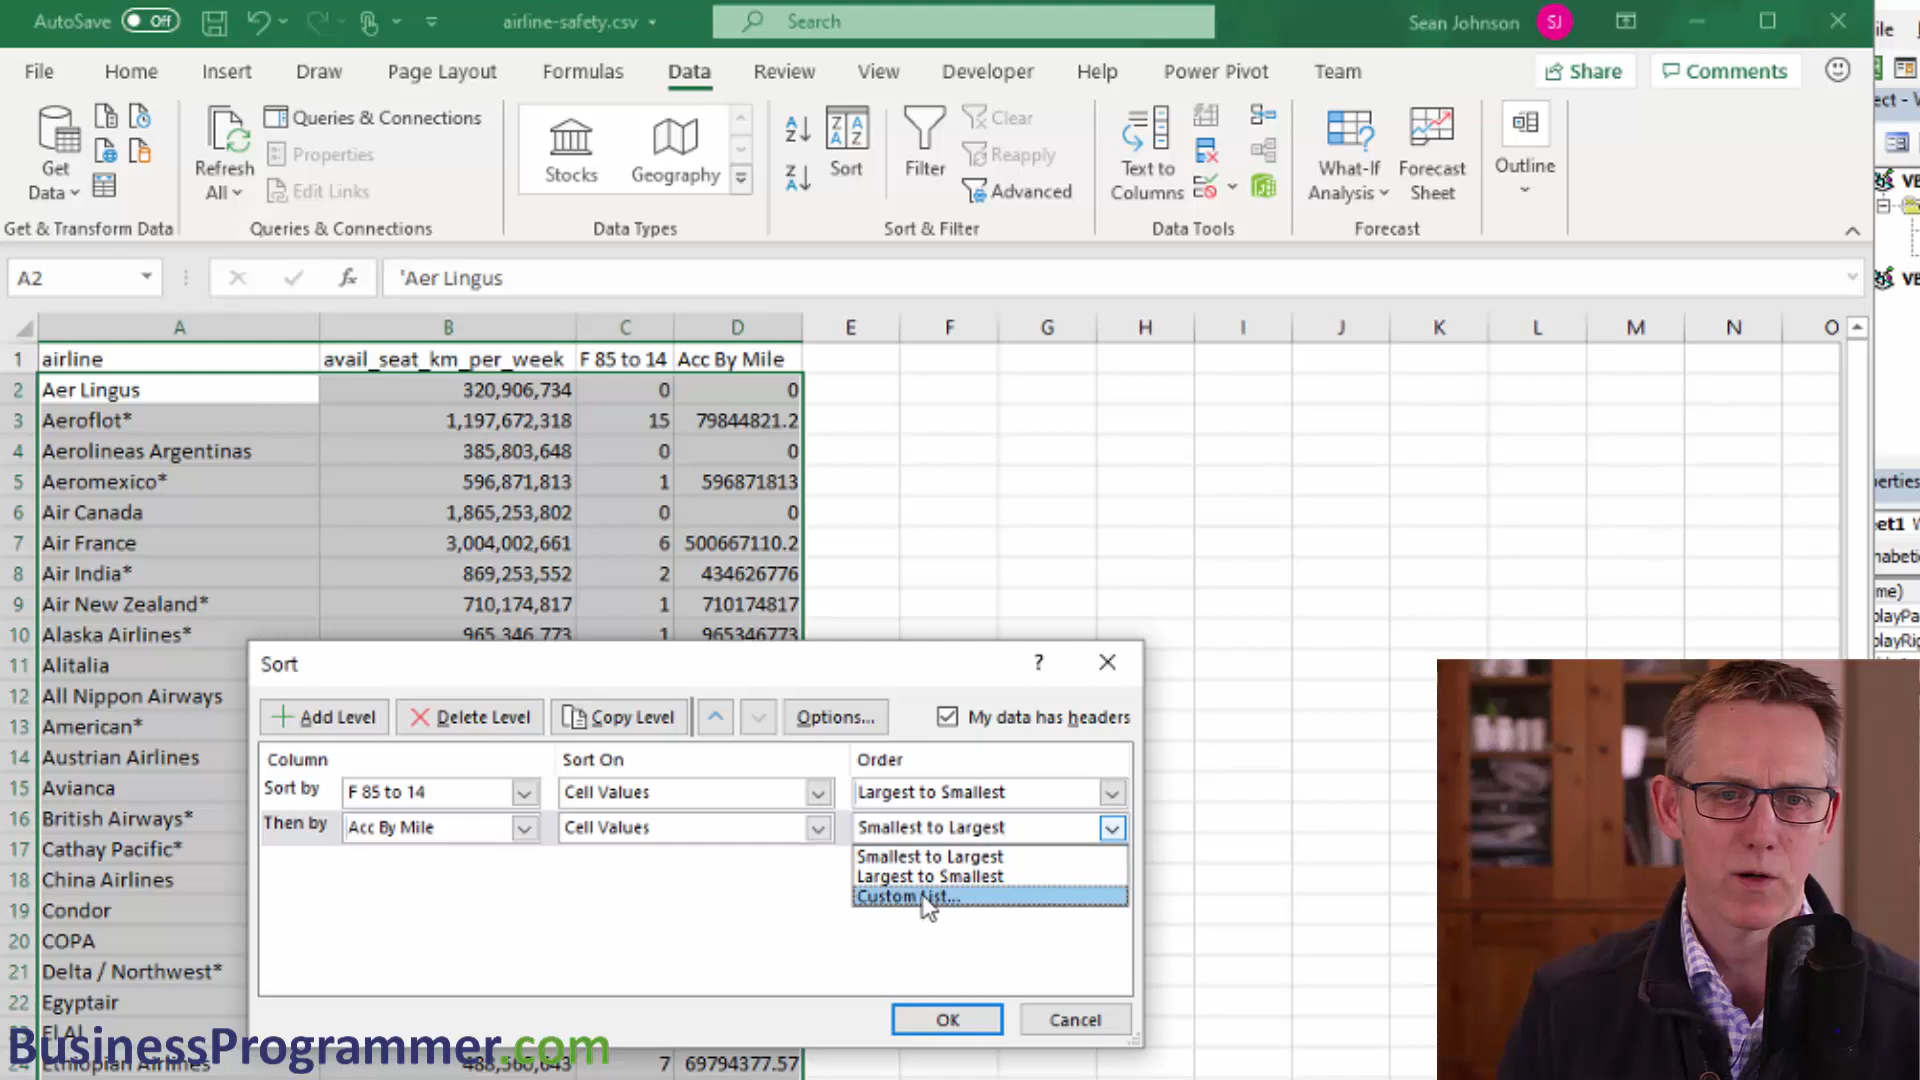 AutoSave Off airline-safety.csv Search Sean Johnson SJ
File Home Insert Draw Page Layout Formulas Data Review View Developer Help Power Pivot Team Share Comments
Get Data
Refresh All
Queries & Connections
Properties
Edit Links
Stocks
Geography
Sort
Filter
Clear
Reapply
Advanced
Text to Columns
What-If Analysis
Forecast Sheet
Outline
Get & Transform Data Queries & Connections Data Types Sort & Filter Data Tools Forecast
A2 fx 'Aer Lingus
A B C D E F G H I J K L M N O
1 airline avail_seat_km_per_week F 85 to 14 Acc By Mile
2 Aer Lingus 320,906,734 0 0
3 Aeroflot* 1,197,672,318 15 79844821.2
4 Aerolineas Argentinas 385,803,648 0 0
5 Aeromexico* 596,871,813 1 596871813
6 Air Canada 1,865,253,802 0 0
7 Air France 3,004,002,661 6 500667110.2
8 Air India* 869,253,552 2 434626776
9 Air New Zealand* 710,174,817 1 710174817
10 Alaska Airlines* 965,346,773 1 965346773
11 Alitalia
12 All Nippon Airways
13 American*
14 Austrian Airlines
15 Avianca
16 British Airways*
17 Cathay Pacific*
18 China Airlines
19 Condor
20 COPA
21 Delta / Northwest*
22 Egyptair
El Al
24 Ethiopian Airlines 488,560,643 7 69794377.57
Sort ?
Add Level Delete Level Copy Level Options... My data has headers
Column Sort On Order
Sort by F 85 to 14 Cell Values Largest to Smallest
Then by Acc By Mile Cell Values Smallest to Largest
Smallest to Largest
Largest to Smallest
Custom List...
OK Cancel
BusinessProgrammer.com